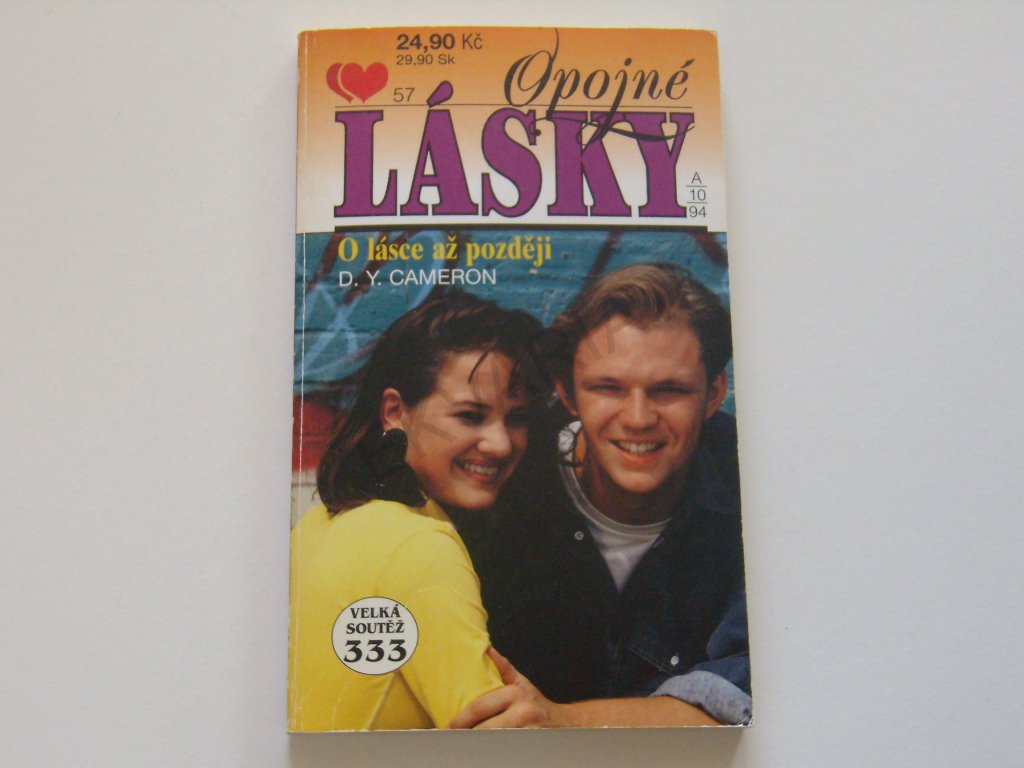 24,90 Kč
29,90 Sk
57
Opojné
LÁSKY
A
10
94
O lásce až později
D. Y. CAMERON
VELKÁ
SOUTĚŽ
333